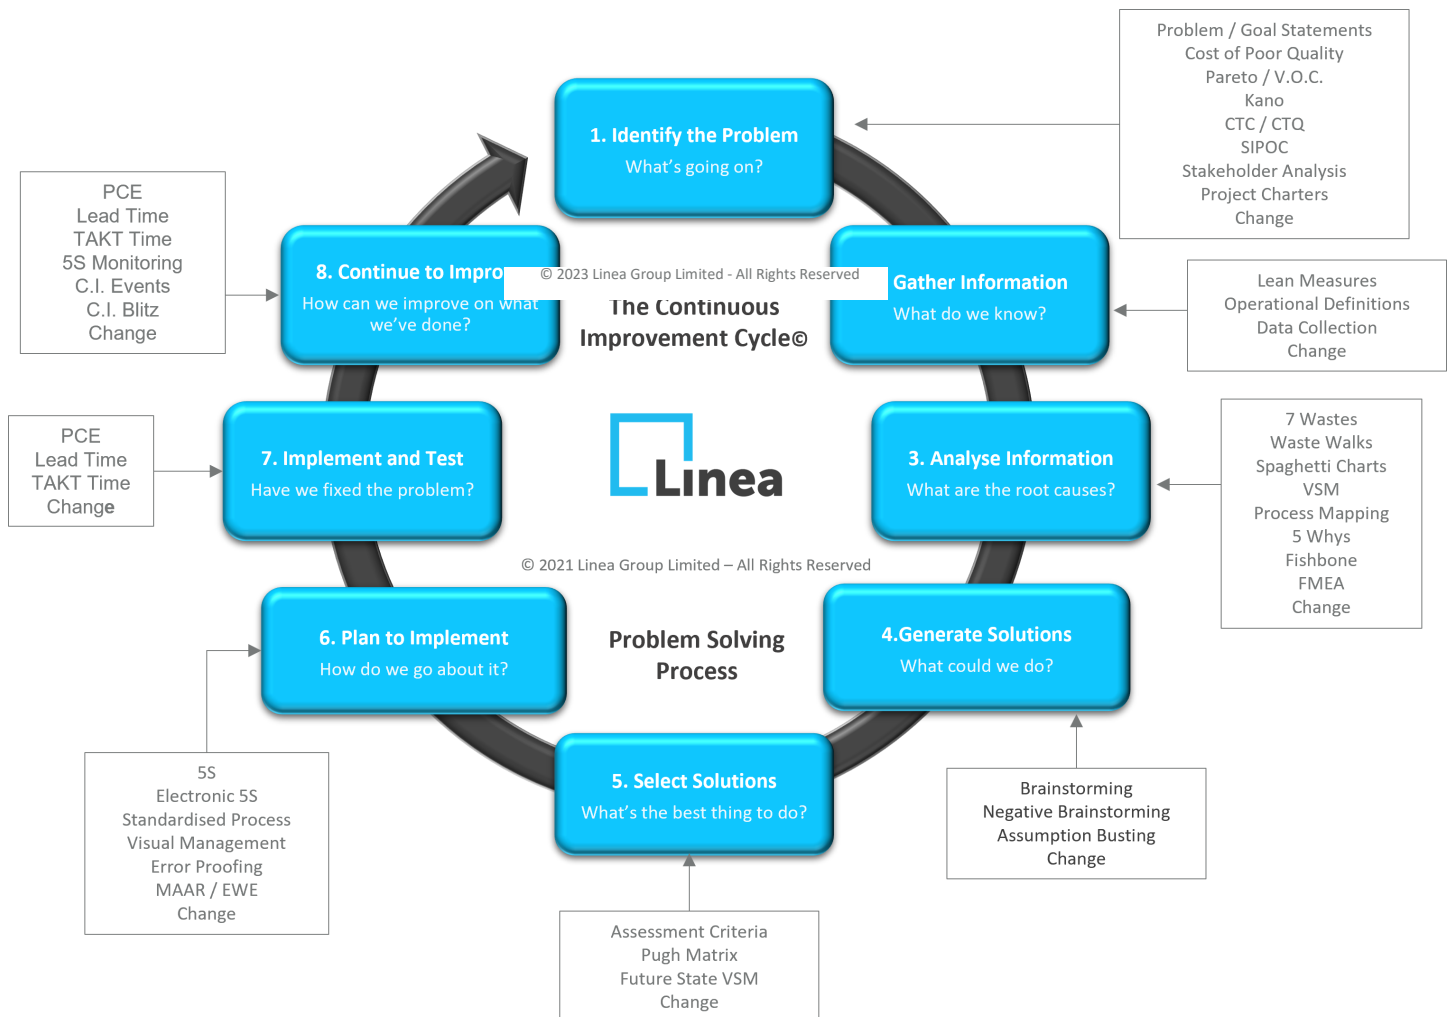 Problem / Goal Statements
Cost of Poor Quality
Pareto / V.O.C.
Kano
CTC / CTQ
SIPOC
Stakeholder Analysis
Project Charters
Change
1. Identify the Problem
What's going on?
PCE
Lead Time
TAKT Time
5S Monitoring
C.I. Events
C.I. Blitz
Change
8. Continue to Impro
How can we improve on what
we've done?
© 2023 Linea Group Limited - All Rights Reserved
The Continuous
Improvement Cycle©
Gather Information
What do we know?
Lean Measures
Operational Definitions
Data Collection
Change
PCE
Lead Time
TAKT Time
Change
7. Implement and Test
Have we fixed the problem?
Linea
3. Analyse Information
What are the root causes?
7 Wastes
Waste Walks
Spaghetti Charts
VSM
Process Mapping
5 Whys
Fishbone
FMEA
Change
© 2021 Linea Group Limited – All Rights Reserved
6. Plan to Implement
How do we go about it?
Problem Solving
Process
4.Generate Solutions
What could we do?
5S
Electronic 5S
Standardised Process
Visual Management
Error Proofing
MAAR / EWE
Change
5. Select Solutions
What's the best thing to do?
Brainstorming
Negative Brainstorming
Assumption Busting
Change
Assessment Criteria
Pugh Matrix
Future State VSM
Change